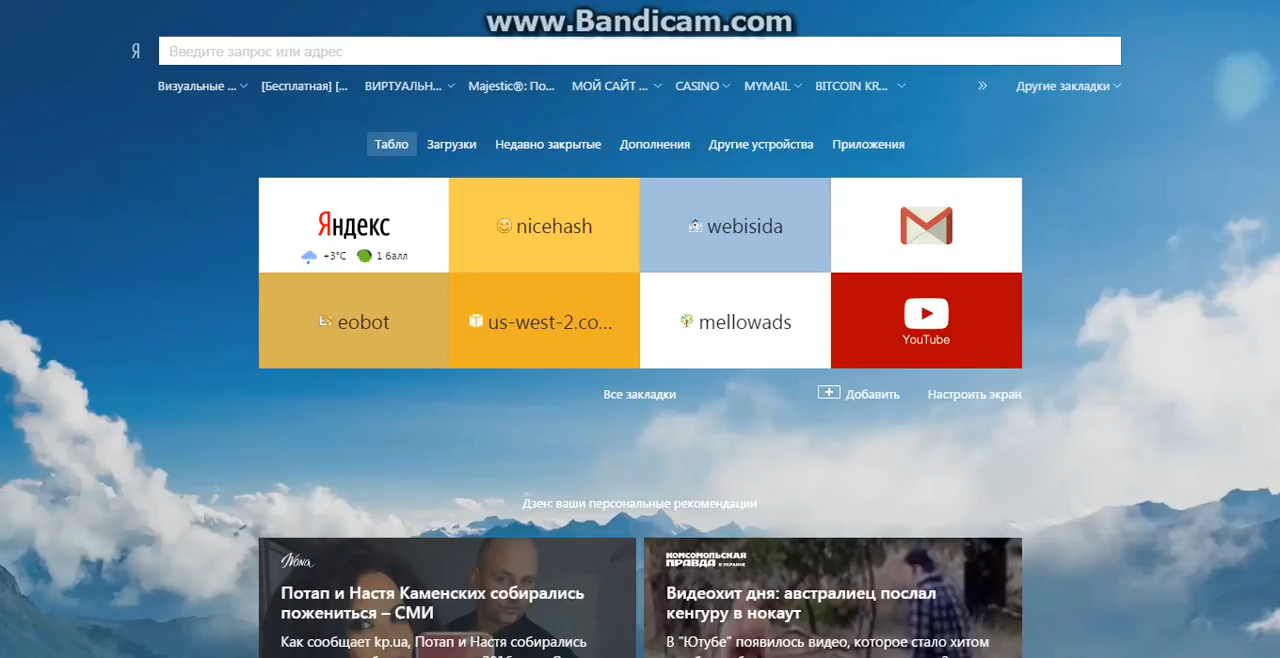 www.Bandicam.com
Я
Введите запрос или адрес
Визуальные ... [Бесплатная] [... ВИРТУАЛЬН... Majestic®: По... МОЙ САЙТ ... CASINO MYMAIL BITCOIN KR... » Другие закладки
Табло Загрузки Недавно закрытые Дополнения Другие устройства Приложения
Яндекс
+3°C 1 балл
nicehash
webisida
eobot
us-west-2.co...
mellowads
YouTube
Все закладки Добавить Настроить экран
Дзен: ваши персональные рекомендации
Потап и Настя Каменских собирались
пожениться – СМИ
Как сообщает kp.ua, Потап и Настя собирались
КОМСОМОЛЬСКАЯ
ПРАВДА В УКРАИНЕ
Видеохит дня: австралиец послал
кенгуру в нокаут
В "Ютубе" появилось видео, которое стало хитом